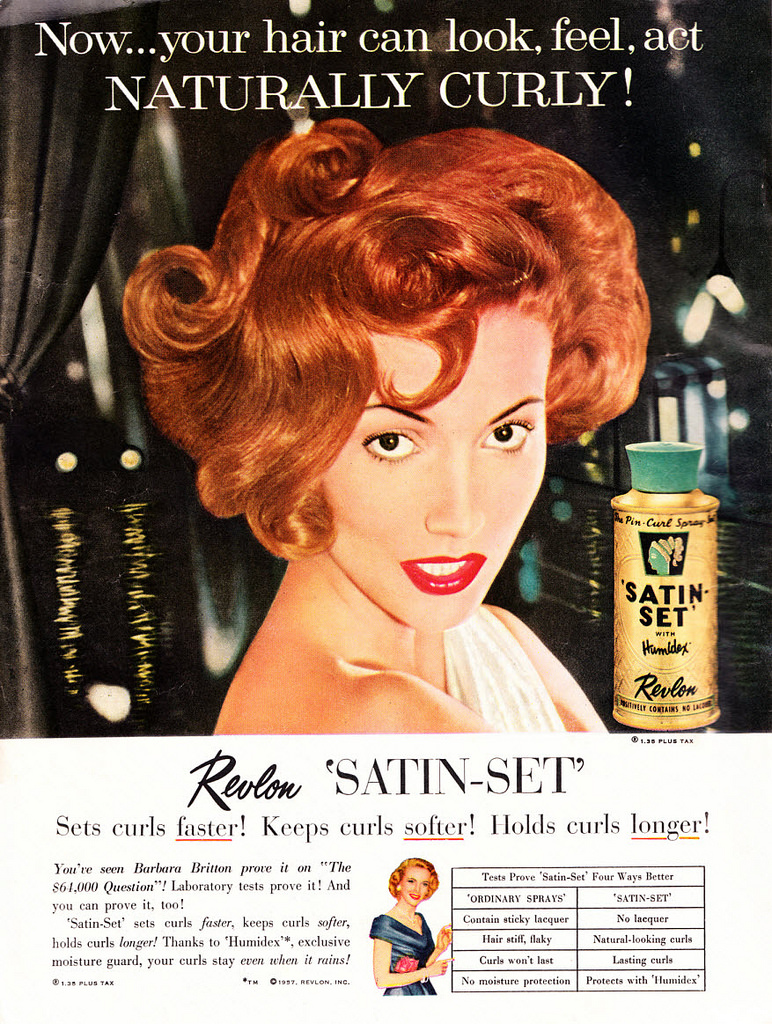 Now...your hair can look, feel, act
NATURALLY CURLY!
Pin-Curl Spray
'SATIN-
SET'
WITH
Humidex
Revlon
POSITIVELY CONTAINS NO LACQUER
® 1.35 PLUS TAX
Revlon 'SATIN-SET'
Sets curls faster! Keeps curls softer! Holds curls longer!
You've seen Barbara Britton prove it on "The
$64,000 Question"! Laboratory tests prove it! And
you can prove it, too!
'Satin-Set' sets curls faster, keeps curls softer,
holds curls longer! Thanks to 'Humidex'*, exclusive
moisture guard, your curls stay even when it rains!
® 1.35 PLUS TAX *TM © 1957, REVLON, INC.
Tests Prove 'Satin-Set' Four Ways Better
'ORDINARY SPRAYS' 'SATIN-SET'
Contain sticky lacquer No lacquer
Hair stiff, flaky Natural-looking curls
Curls won't last Lasting curls
No moisture protection Protects with 'Humidex'